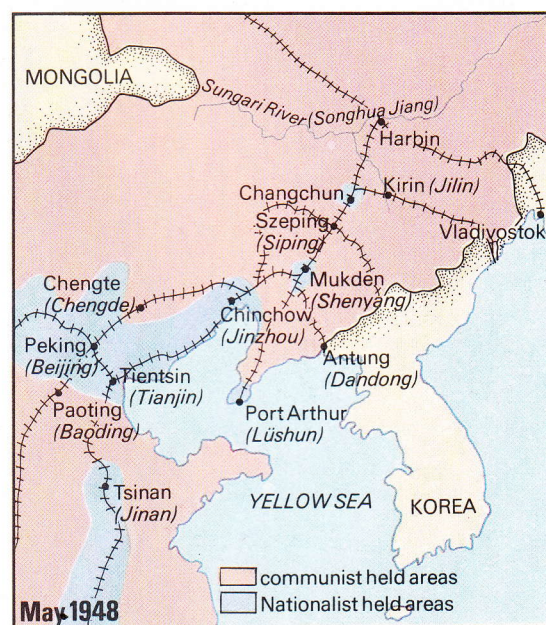 MONGOLIA
Sungari River (Songhua Jiang)
Harbin
Changchun
Kirin (Jilin)
Szeping
(Siping)
Vladivostok
Mukden
(Shenyang)
Chengte
(Chengde)
Chinchow
(Jinzhou)
Peking
(Beijing)
Tientsin
(Tianjin)
Antung
(Dandong)
Paoting
(Baoding)
Port Arthur
(Lüshun)
Tsinan
(Jinan)
YELLOW SEA
KOREA
communist held areas
Nationalist held areas
May 1948